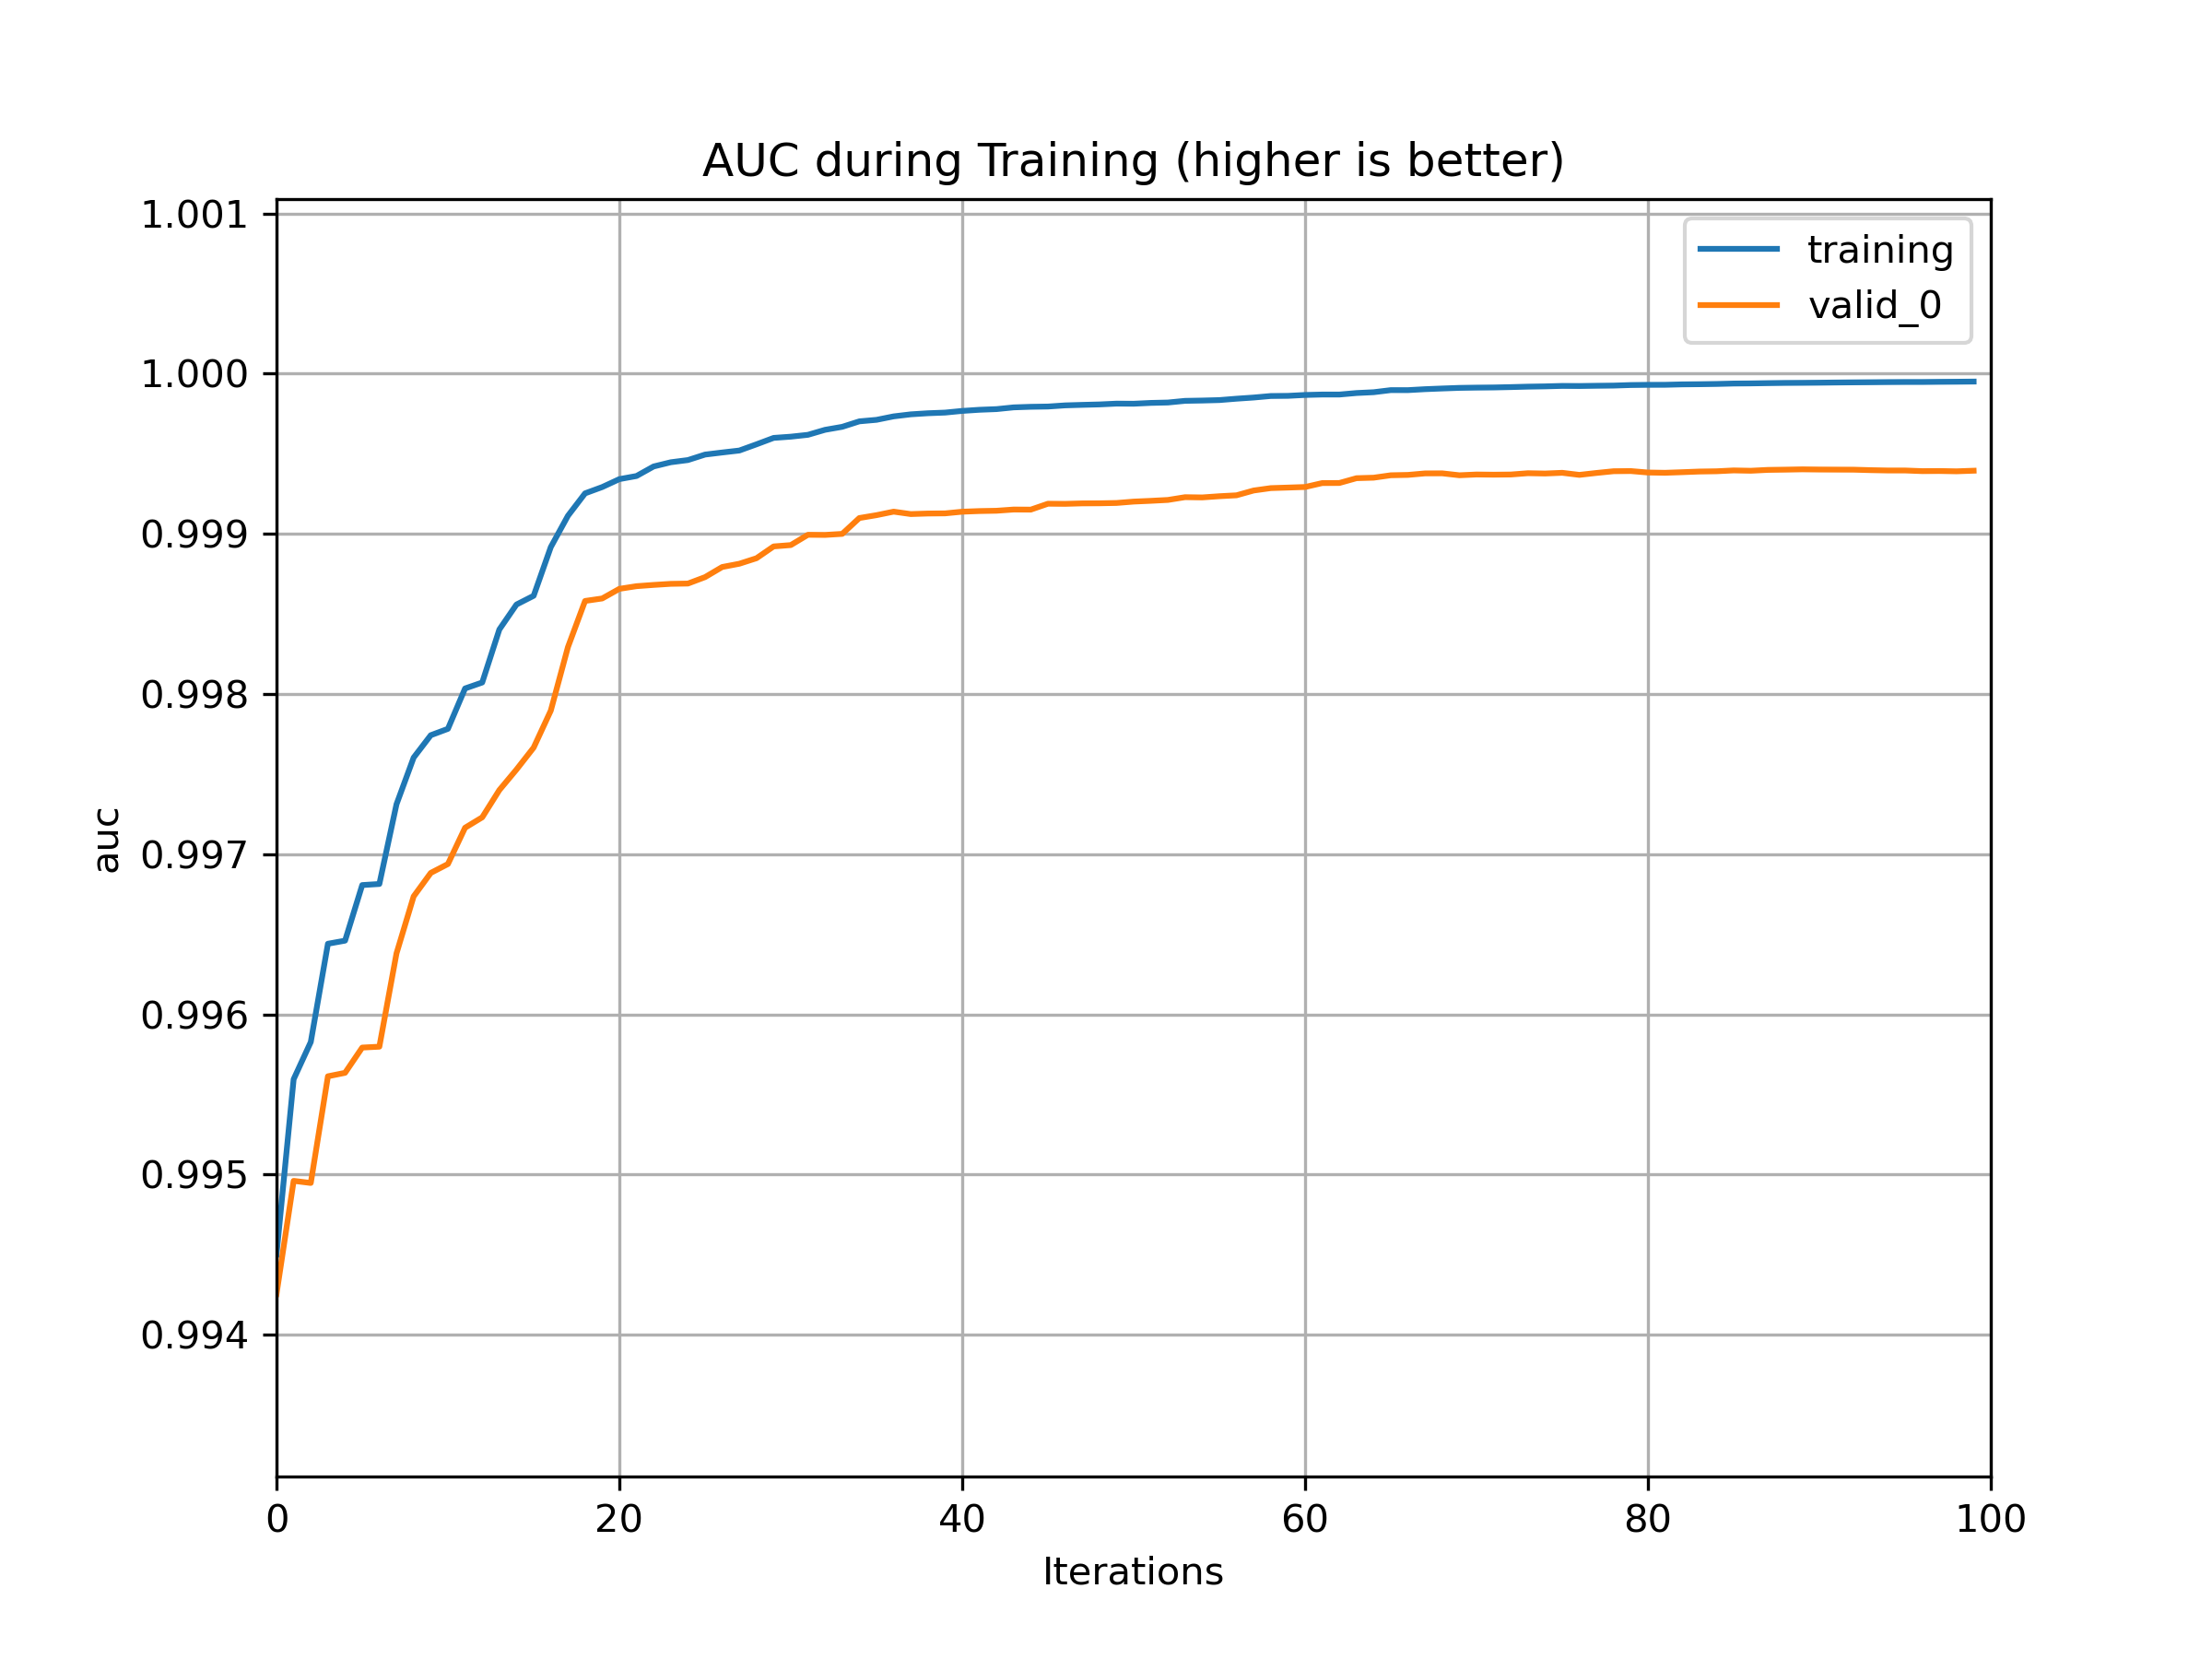 AUC during Training (higher is better)
1.001
1.000
0.999
0.998
0.997
0.996
0.995
0.994
auc
training
valid_0
0 20 40 60 80 100
Iterations